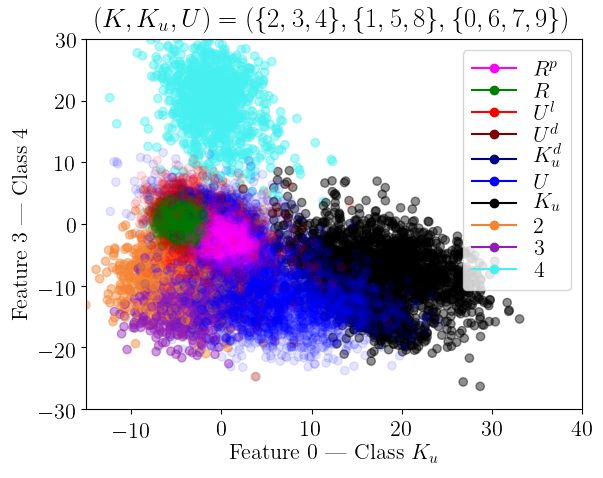 (K, K_u, U) = ({2, 3, 4}, {1, 5, 8}, {0, 6, 7, 9})
30
20
10
0
−10
−20
−30
Feature 3 — Class 4
−10
0
10
20
30
40
Feature 0 — Class K_u
R^p
R
U^l
U^d
K_u^d
U
K_u
2
3
4